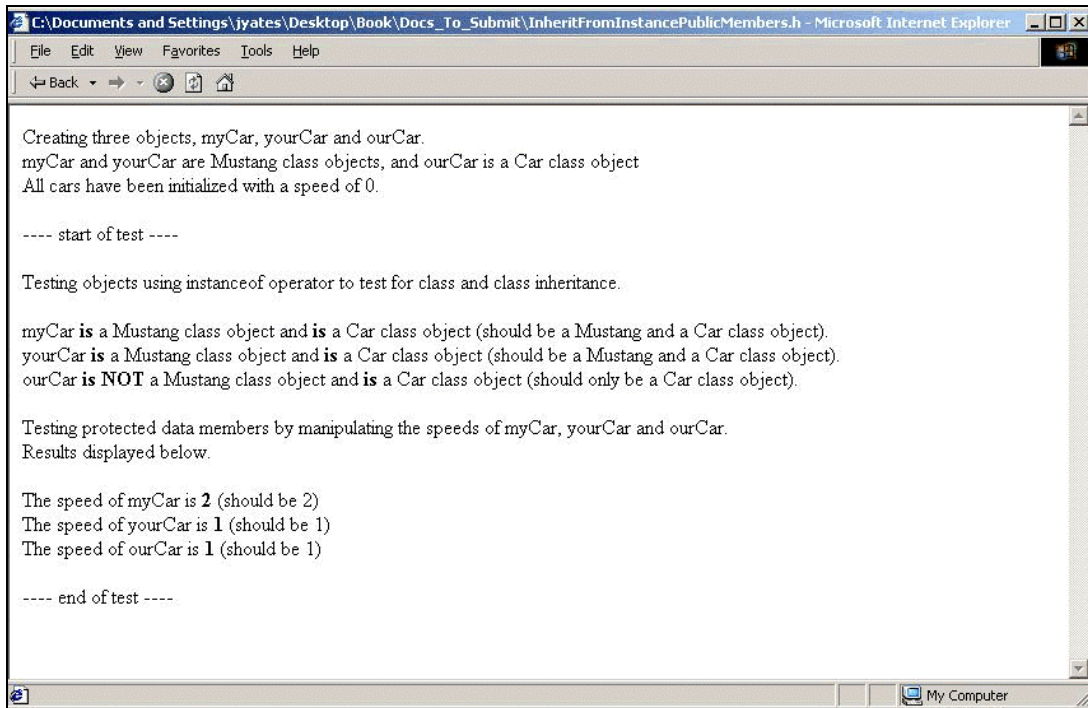 C:\Documents and Settings\jyates\Desktop\Book\Docs_To_Submit\InheritFromInstancePublicMembers.h - Microsoft Internet Explorer
File Edit View Favorites Tools Help
Back
Creating three objects, myCar, yourCar and ourCar.
myCar and yourCar are Mustang class objects, and ourCar is a Car class object
All cars have been initialized with a speed of 0.
---- start of test ----
Testing objects using instanceof operator to test for class and class inheritance.
myCar is a Mustang class object and is a Car class object (should be a Mustang and a Car class object).
yourCar is a Mustang class object and is a Car class object (should be a Mustang and a Car class object).
ourCar is NOT a Mustang class object and is a Car class object (should only be a Car class object).
Testing protected data members by manipulating the speeds of myCar, yourCar and ourCar.
Results displayed below.
The speed of myCar is 2 (should be 2)
The speed of yourCar is 1 (should be 1)
The speed of ourCar is 1 (should be 1)
---- end of test ----
My Computer